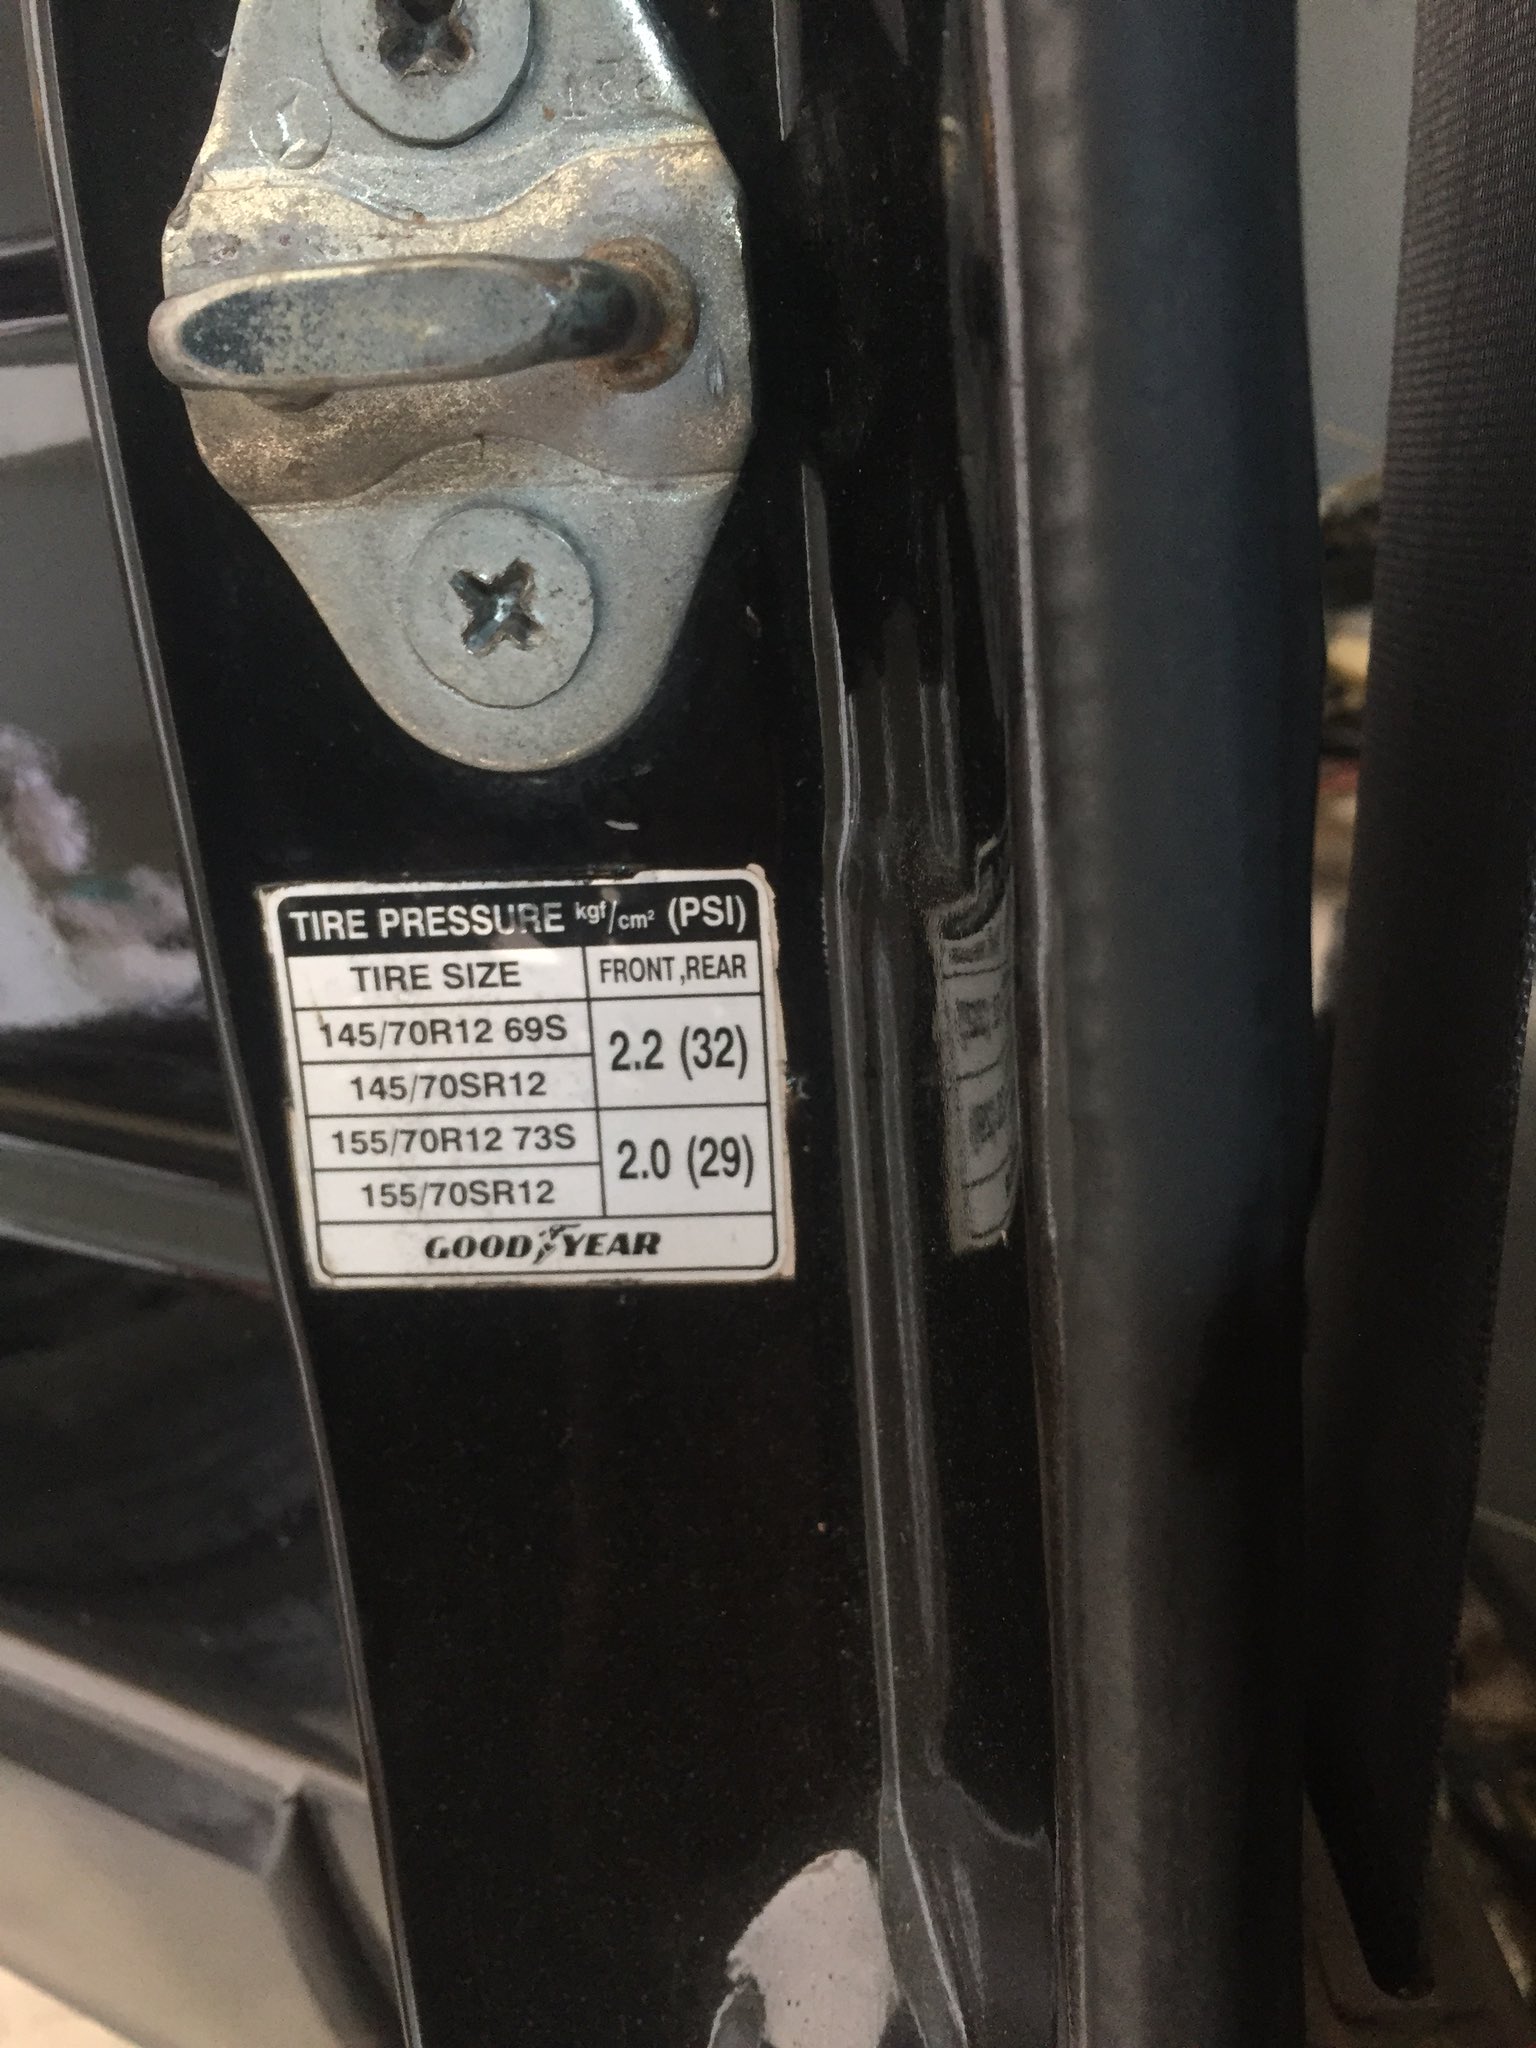 TIRE PRESSURE kgf/cm² (PSI)
TIRE SIZE FRONT,REAR
145/70R12 69S 2.2 (32)
145/70SR12
155/70R12 73S 2.0 (29)
155/70SR12
GOODYEAR